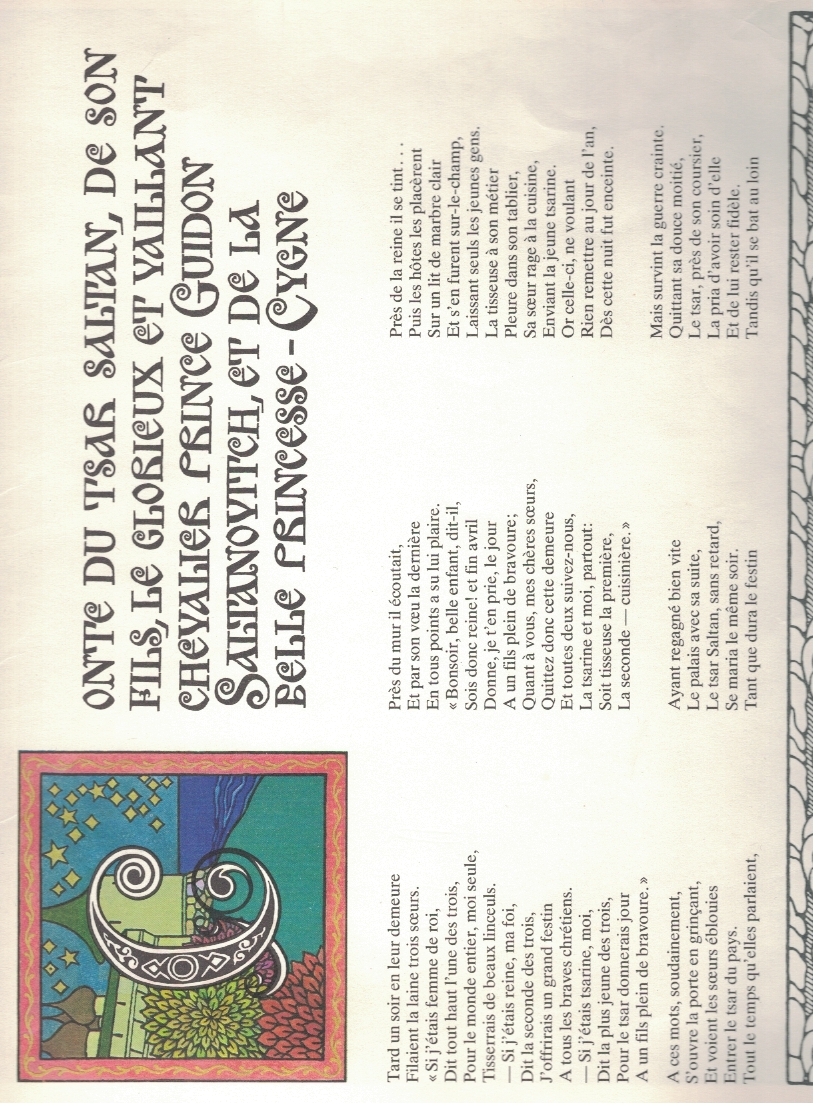 CONTE DU TSAR SALTAN, DE SON
FILS, LE GLORIEUX ET VAILLANT
CHEVALIER PRINCE GUIDON
SALTANOVITCH, ET DE LA
BELLE PRINCESSE-CYGNE
Tard un soir en leur demeure
Filaient la laine trois sœurs.
« Si j'étais femme de roi,
Dit tout haut l'une des trois,
Pour le monde entier, moi seule,
Tisserais de beaux linceuls.
— Si j'étais reine, ma foi,
Dit la seconde des trois,
J'offrirais un grand festin
A tous les braves chrétiens.
— Si j'étais tsarine, moi,
Dit la plus jeune des trois,
Pour le tsar donnerais jour
A un fils plein de bravoure. »
A ces mots, soudainement,
S'ouvre la porte en grinçant,
Et voient les sœurs éblouies
Entrer le tsar du pays.
Tout le temps qu'elles parlaient,
Près du mur il écoutait,
Et par son vœu la dernière
En tous points a su lui plaire.
« Bonsoir, belle enfant, dit-il,
Sois donc reine! et fin avril
Donne, je t'en prie, le jour
A un fils plein de bravoure;
Quant à vous, mes chères sœurs,
Quittez donc cette demeure
Et toutes deux suivez-nous,
La tsarine et moi, partout:
Soit tisseuse la première,
La seconde — cuisinière. »
Ayant regagné bien vite
Le palais avec sa suite,
Le tsar Saltan, sans retard,
Se maria le même soir.
Tant que dura le festin
Près de la reine il se tint...
Puis les hôtes les placèrent
Sur un lit de marbre clair
Et s'en furent sur-le-champ,
Laissant seuls les jeunes gens.
La tisseuse à son métier
Pleure dans son tablier,
Sa sœur rage à la cuisine,
Enviant la jeune tsarine.
Or celle-ci, ne voulant
Rien remettre au jour de l'an,
Dès cette nuit fut enceinte.
Mais survint la guerre crainte.
Quittant sa douce moitié,
Le tsar, près de son coursier,
La pria d'avoir soin d'elle
Et de lui rester fidèle.
Tandis qu'il se bat au loin